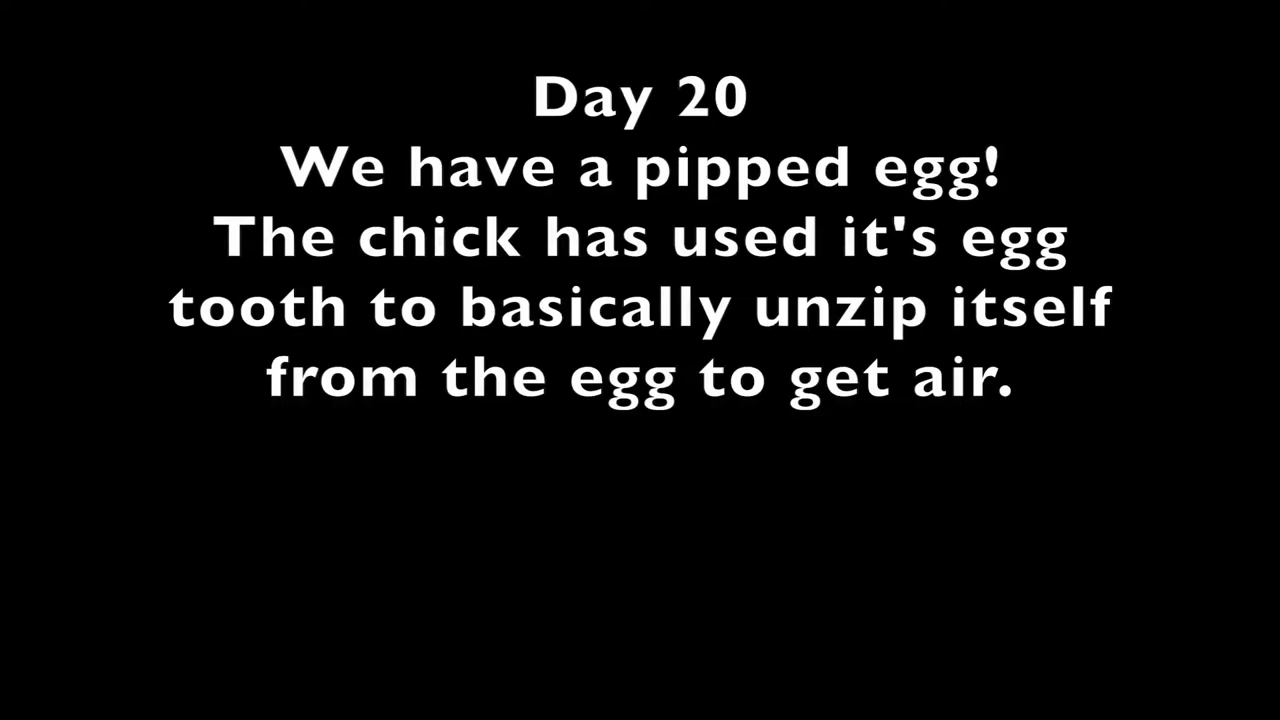 Day 20
We have a pipped egg!
The chick has used it's egg
tooth to basically unzip itself
from the egg to get air.